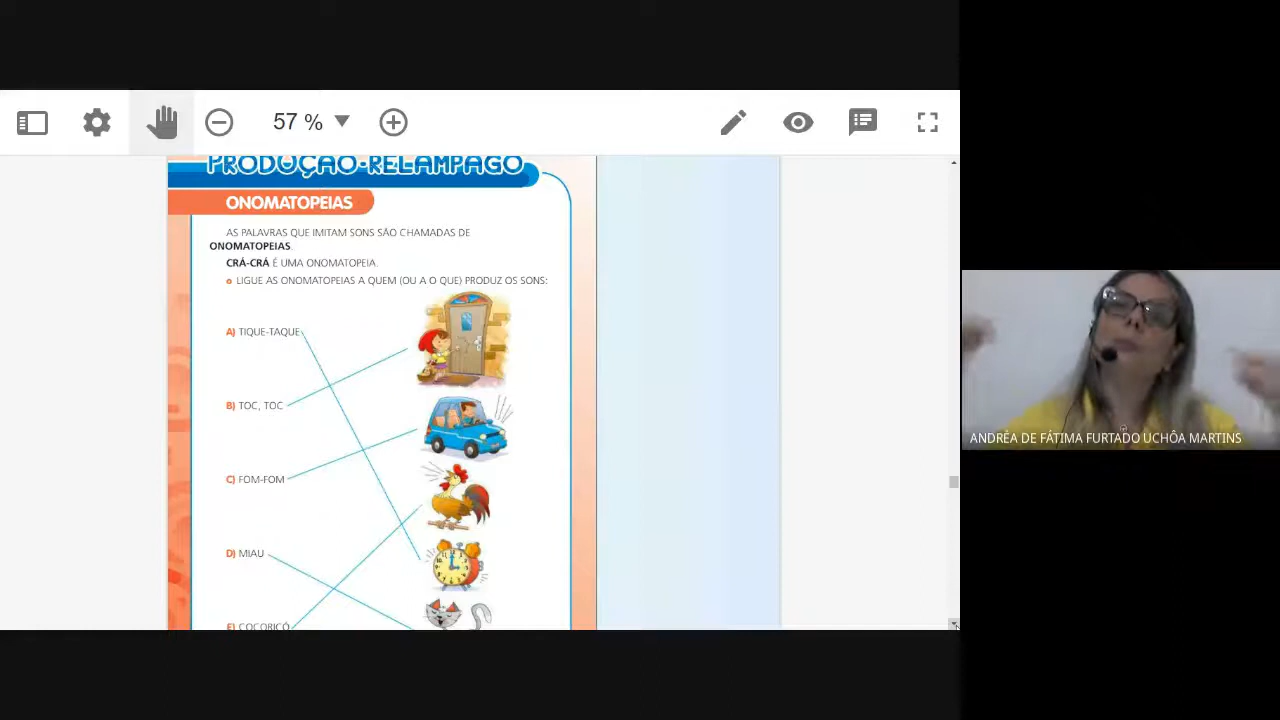 57 %
PRODUÇÃO-RELÂMPAGO
ONOMATOPEIAS
AS PALAVRAS QUE IMITAM SONS SÃO CHAMADAS DE
ONOMATOPEIAS.
CRÁ-CRÁ É UMA ONOMATOPEIA.
LIGUE AS ONOMATOPEIAS A QUEM (OU A O QUE) PRODUZ OS SONS:
A) TIQUE-TAQUE
B) TOC, TOC
C) FOM-FOM
D) MIAU
E) COCORICÓ
ANDRÉA DE FÁTIMA FURTADO UCHÔA MARTINS